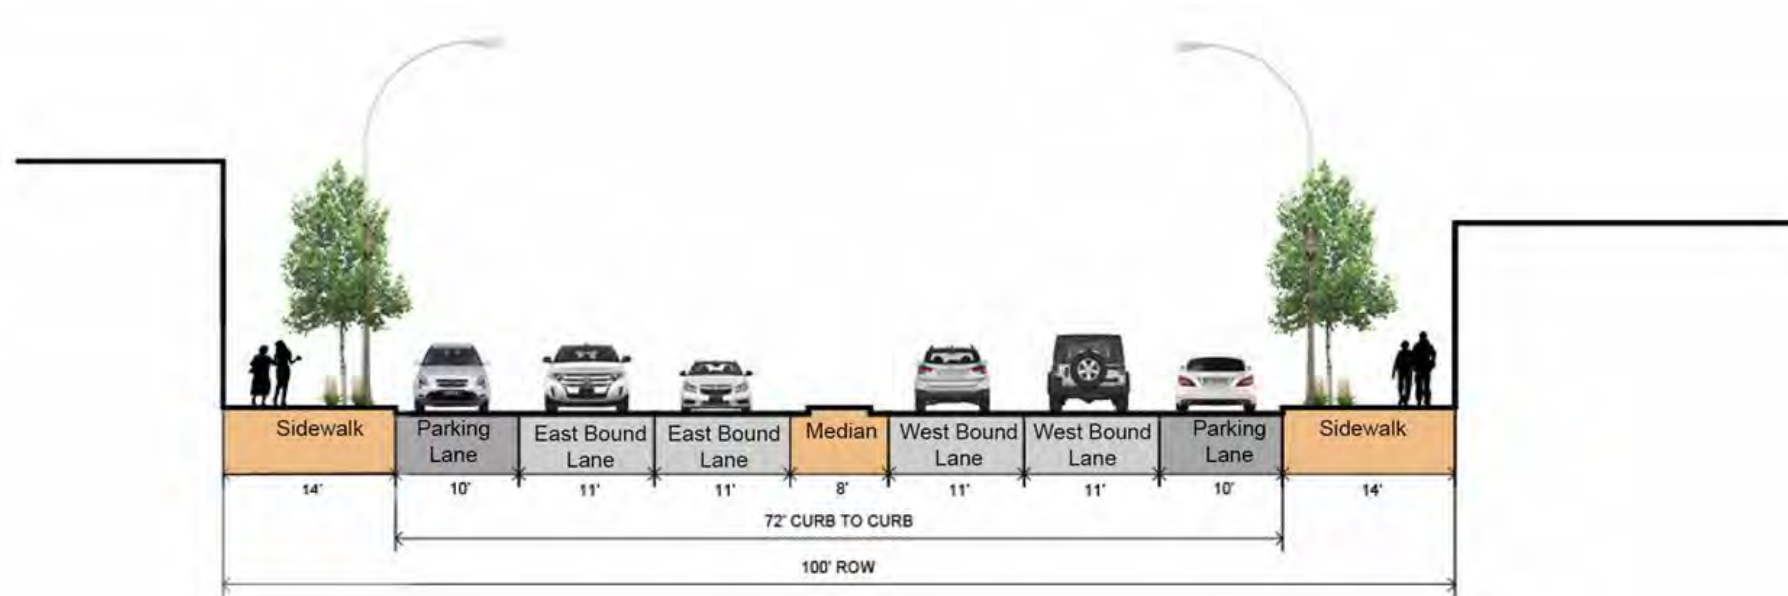 Sidewalk
Parking
Lane
East Bound
Lane
East Bound
Lane
Median
West Bound
Lane
West Bound
Lane
Parking
Lane
Sidewalk
14'
10'
11'
11'
8'
11'
11'
10'
14'
72' CURB TO CURB
100' ROW